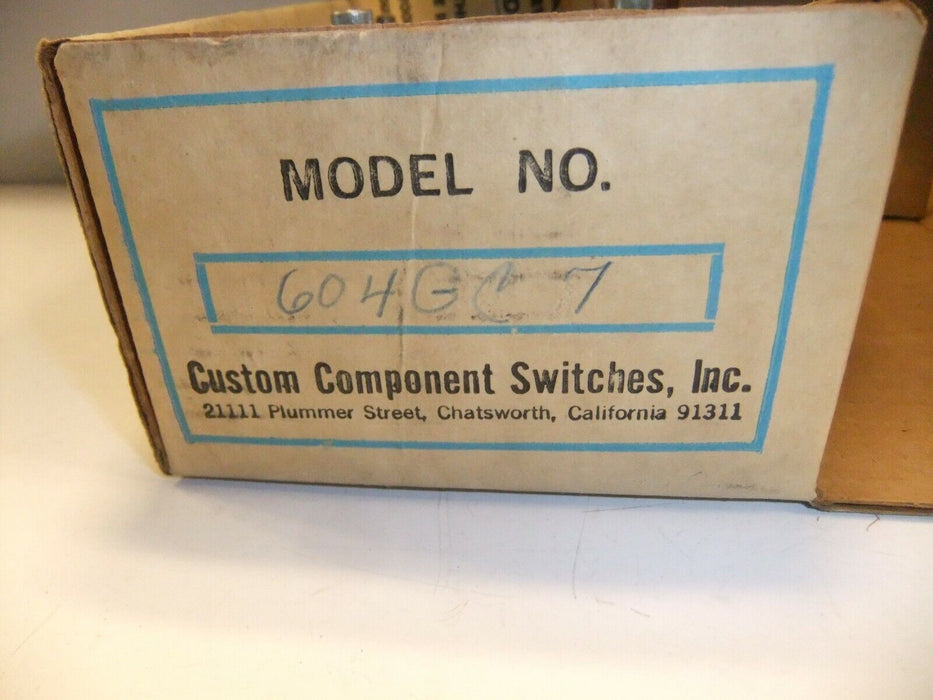 MODEL NO.
604GC7
Custom Component Switches, Inc.
21111 Plummer Street, Chatsworth, California 91311